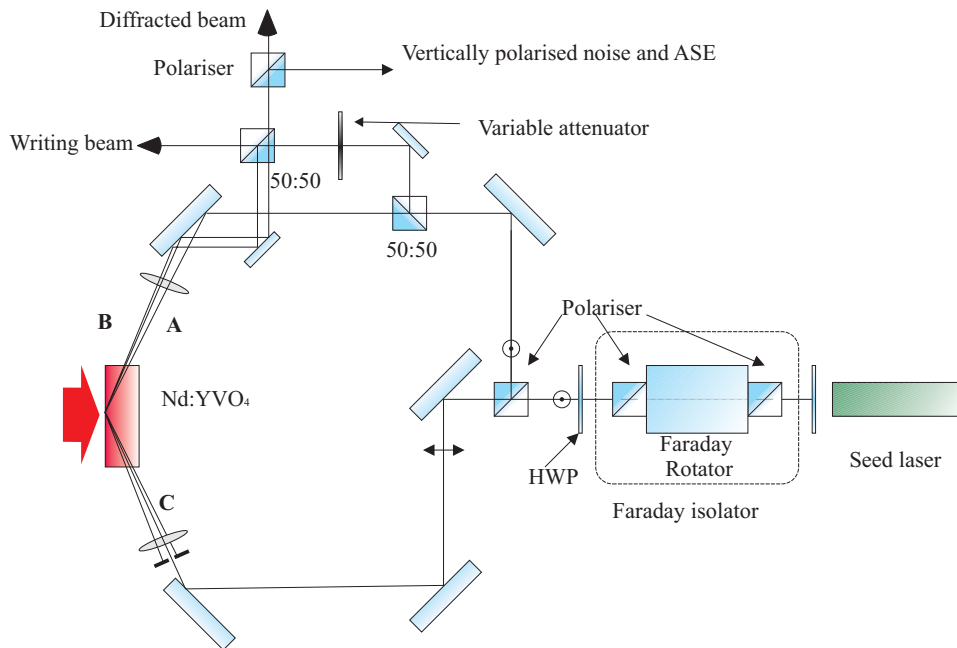 Diffracted beam
Polariser
Vertically polarised noise and ASE
Writing beam
Variable attenuator
50:50
50:50
B
A
Polariser
Nd:YVO₄
HWP
Faraday
Rotator
Seed laser
C
Faraday isolator